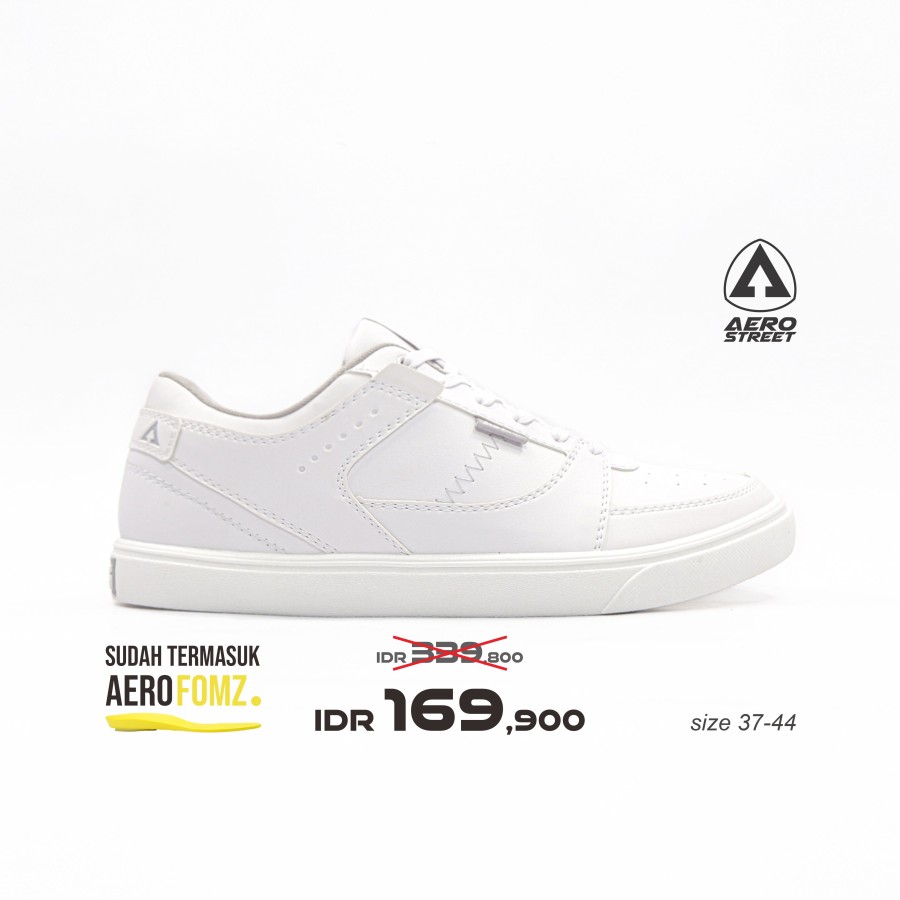 AERO
STREET
SUDAH TERMASUK
AEROFOMZ.
IDR 339.800
IDR 169,900
size 37-44